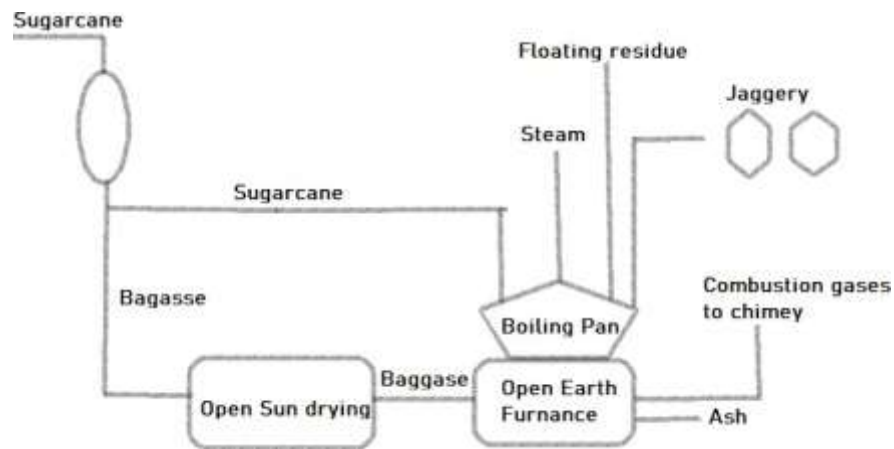 Sugarcane
Floating residue
Jaggery
Steam
Sugarcane
Bagasse
Combustion gases
to chimey
Boiling Pan
Baggase
Open Sun drying
Open Earth
Furnance
Ash